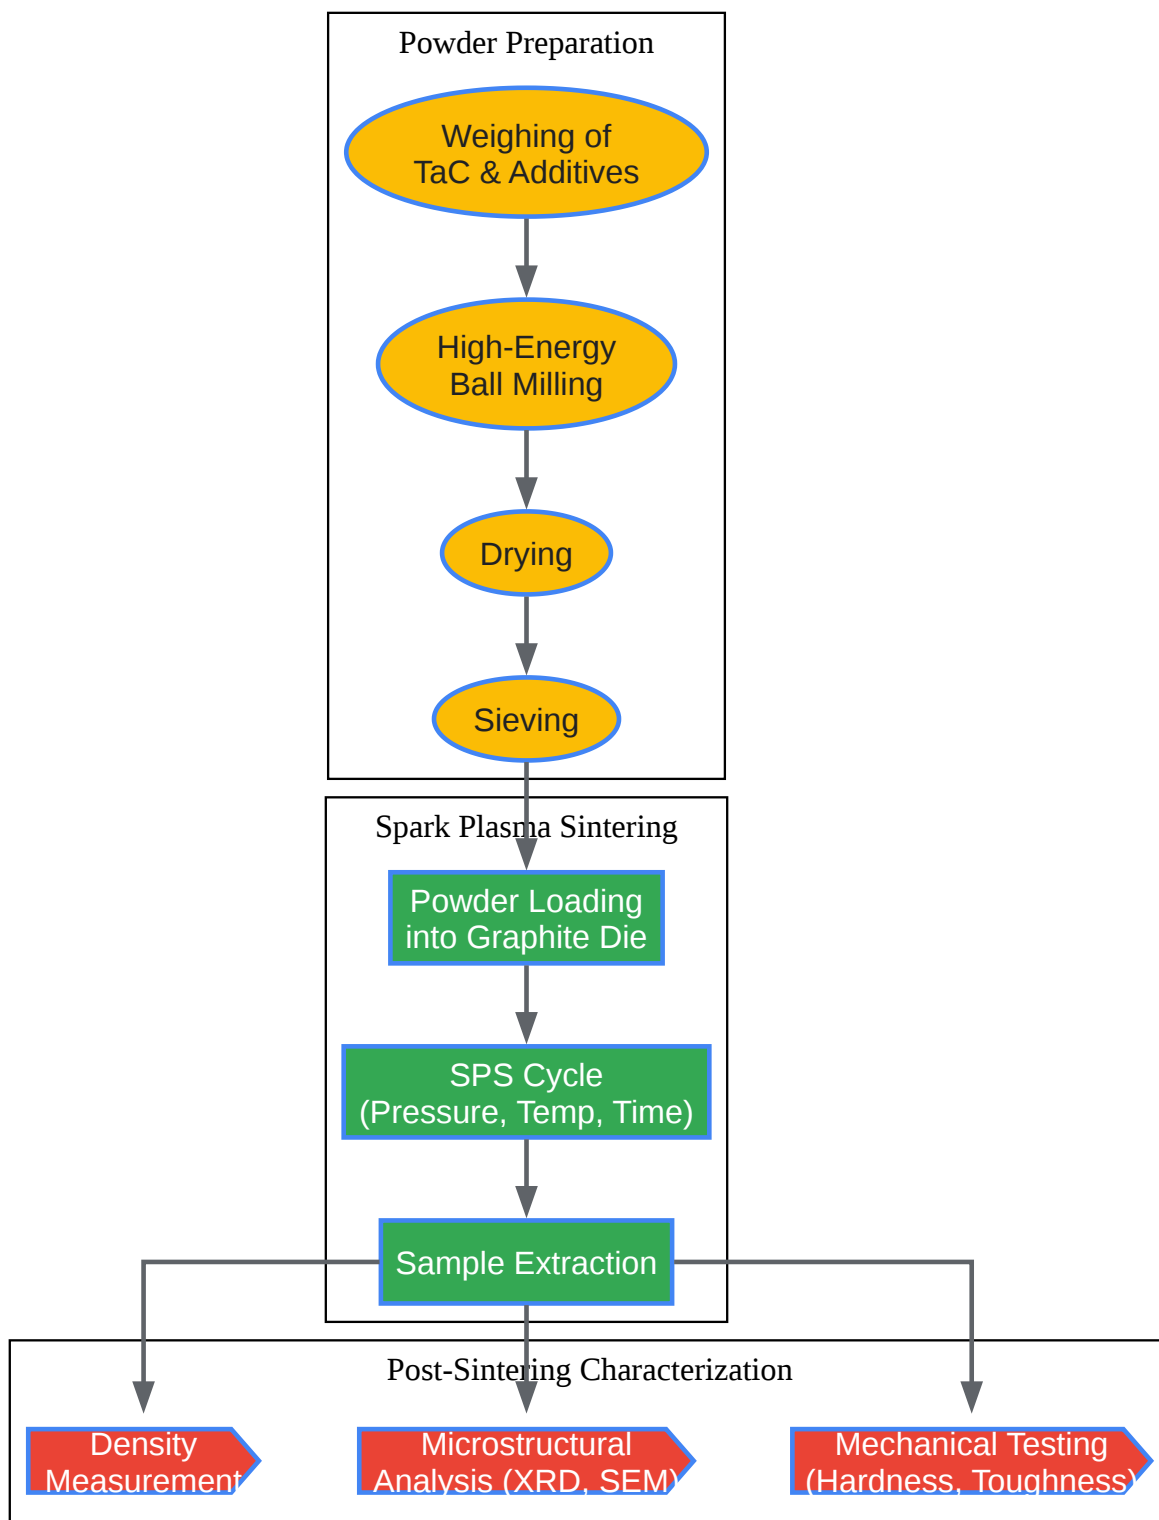 Powder Preparation
Weighing of
TaC & Additives
High-Energy
Ball Milling
Drying
Sieving
Spark Plasma Sintering
Powder Loading
into Graphite Die
SPS Cycle
(Pressure, Temp, Time)
Sample Extraction
Post-Sintering Characterization
Density
Measurement
Microstructural
Analysis (XRD, SEM)
Mechanical Testing
(Hardness, Toughness)